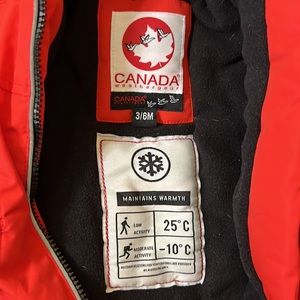 CANADA
weathergear
CANADA
3/6M
MAINTAINS WARMTH
LOW
ACTIVITY
25°C
MODERATE
ACTIVITY
-10°C